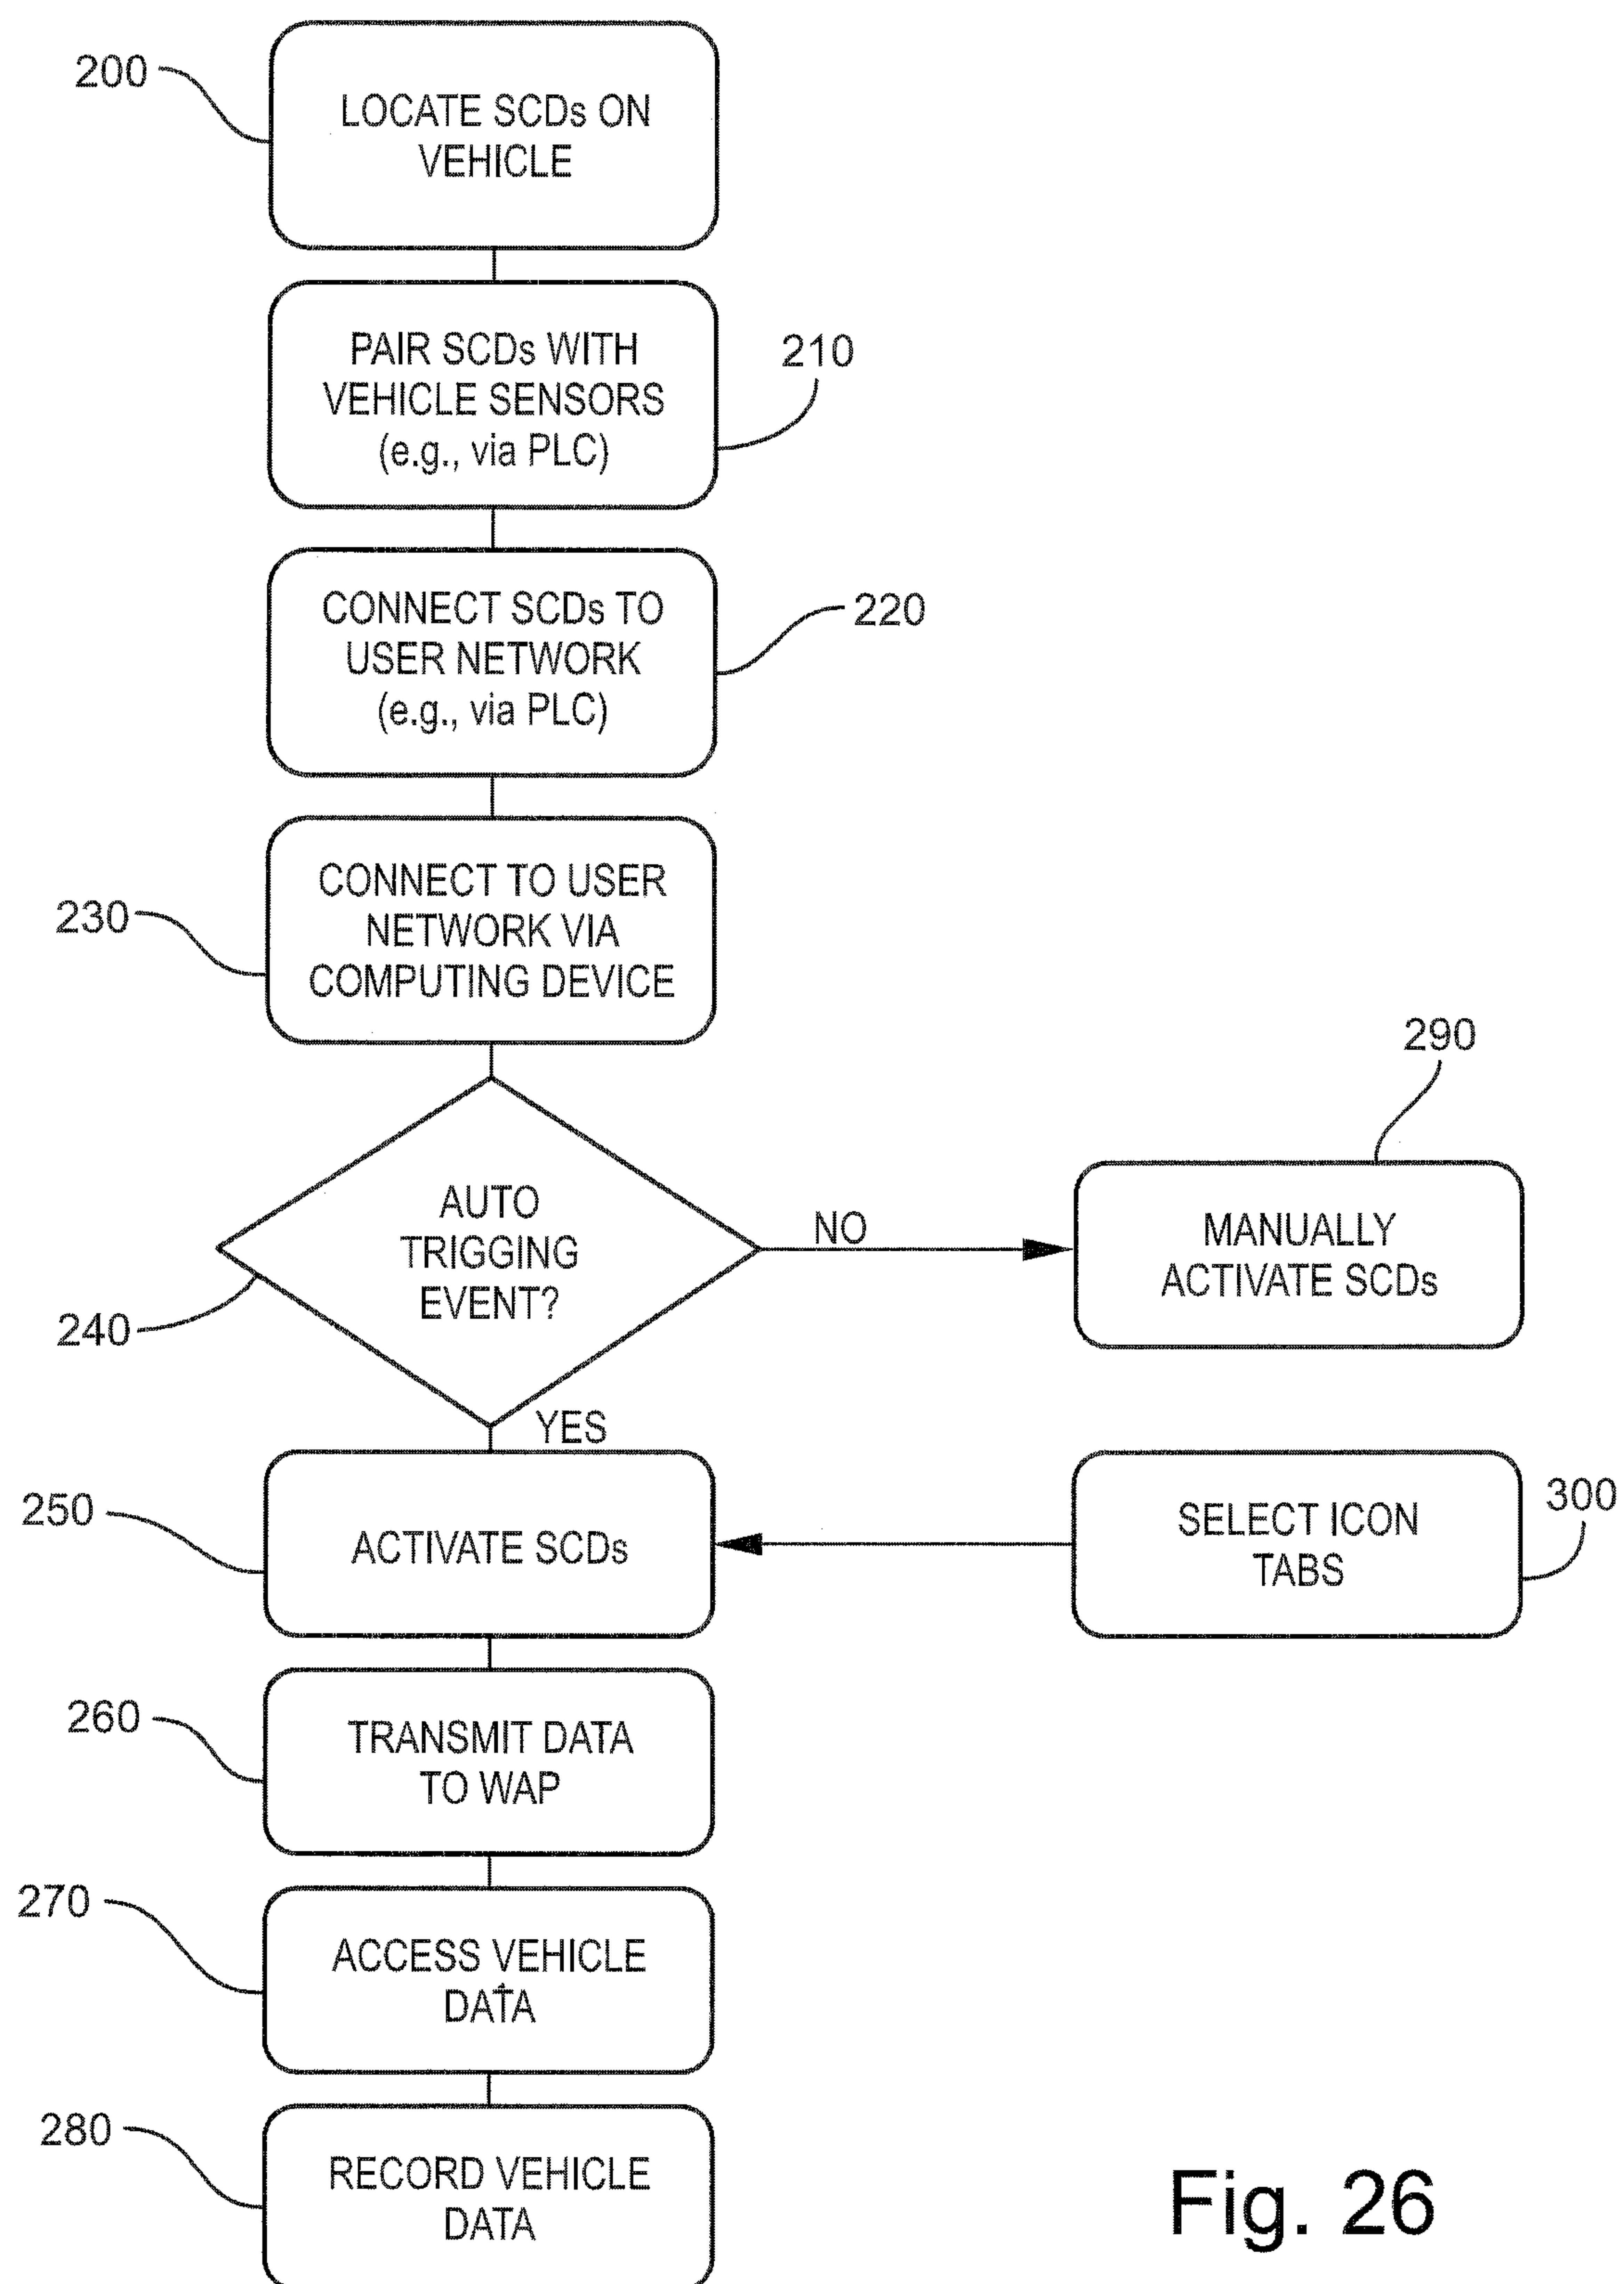 200
LOCATE SCDs ON
VEHICLE
PAIR SCDs WITH
VEHICLE SENSORS
(e.g., via PLC)
210
CONNECT SCDs TO
USER NETWORK
(e.g., via PLC)
220
230
CONNECT TO USER
NETWORK VIA
COMPUTING DEVICE
240
AUTO
TRIGGING
EVENT?
NO
290
MANUALLY
ACTIVATE SCDs
YES
250
ACTIVATE SCDs
SELECT ICON
TABS
300
260
TRANSMIT DATA
TO WAP
270
ACCESS VEHICLE
DATA
280
RECORD VEHICLE
DATA
Fig. 26